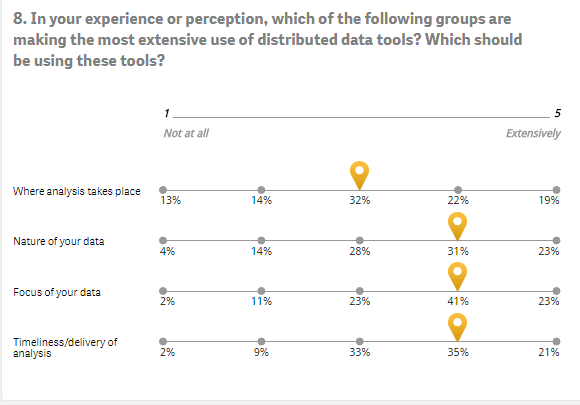 8. In your experience or perception, which of the following groups are
making the most extensive use of distributed data tools? Which should
be using these tools?
1 5
Not at all Extensively
Where analysis takes place
13% 14% 32% 22% 19%
Nature of your data
4% 14% 28% 31% 23%
Focus of your data
2% 11% 23% 41% 23%
Timeliness/delivery of
analysis
2% 9% 33% 35% 21%